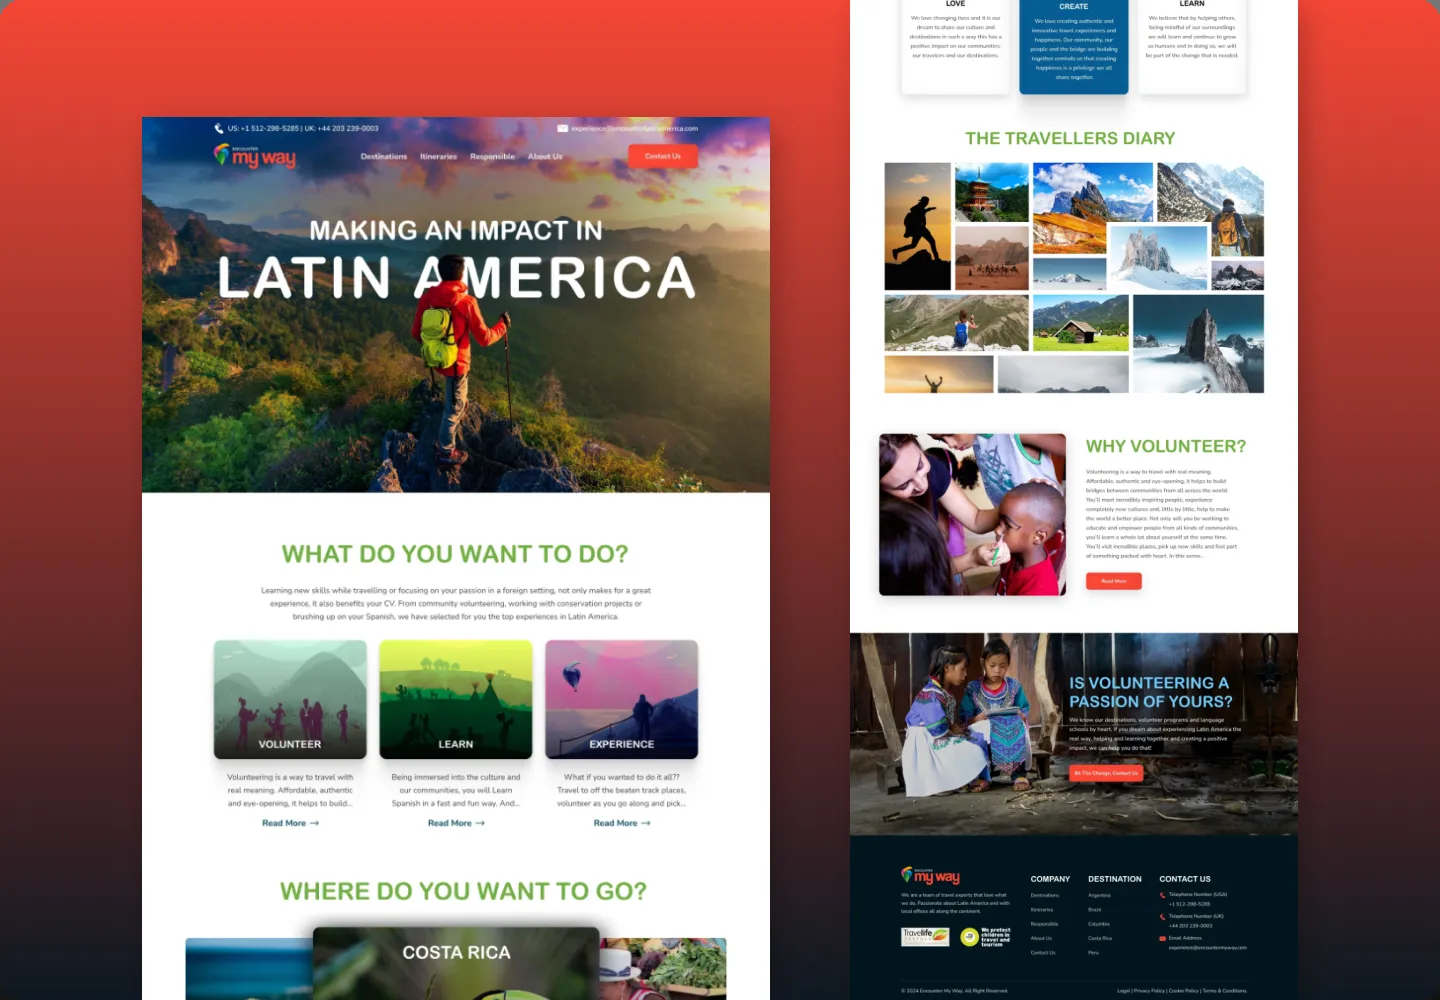 US: +1 512-298-5285 | UK: +44 203 239-0003
ENCOUNTER
my way
Destinations
Itineraries
Responsible
About Us
Contact Us
MAKING AN IMPACT IN
LATIN AMERICA
WHAT DO YOU WANT TO DO?
Learning new skills while travelling or focusing on your passion in a foreign setting, not only makes for a great
experience, it also benefits your CV. From community volunteering, working with conservation projects or
brushing up on your Spanish, we have selected for you the top experiences in Latin America.
VOLUNTEER
Volunteering is a way to travel with
real meaning. Affordable, authentic
and eye-opening, it helps to build...
Read More →
LEARN
Being immersed into the culture and
our communities, you will Learn
Spanish in a fast and fun way. And...
Read More →
EXPERIENCE
What if you wanted to do it all??
Travel to off the beaten track places,
volunteer as you go along and pick...
Read More →
WHERE DO YOU WANT TO GO?
COSTA RICA
LOVE
We love changing lives and it is our
dream to share our culture and
destinations in such a way this has a
positive impact on our communities,
our travelers and our destinations.
CREATE
We love creating authentic and
innovative travel experiences and
happiness. Our community, our
people and the bridge are building
together reminds us that creating
happiness is a privilege we all
share together.
LEARN
We believe that by helping others,
being mindful of our surroundings
we will learn and continue to grow
as humans and in doing so, we will
be part of the change that is needed
THE TRAVELLERS DIARY
WHY VOLUNTEER?
Volunteering is a way to travel with real meaning.
Affordable, authentic and eye-opening, it helps to build
bridges between communities from all across the world.
You'll meet incredibly inspiring people, experience
completely new cultures and, little by little, help to make
the world a better place. Not only will you be working to
educate and empower people from all kinds of communities,
you'll learn a whole lot about yourself at the same time.
You'll visit incredible places, pick up new skills and feel part
of something packed with heart. In this sense...
Read More
IS VOLUNTEERING A
PASSION OF YOURS?
We know our destinations, volunteer programs and language
schools by heart. If you dream about experiencing Latin America the
real way, helping and learning together and creating a positive
impact, we can help you do that!
Be The Change, Contact Us
ENCOUNTER
my way
We are a team of travel experts that love what
we do. Passionate about Latin America and with
local offices all along the continent.
Travelife
We protect
children in
travel and
tourism
COMPANY
Destinations
Itineraries
Responsible
About Us
Contact Us
DESTINATION
Argentina
Brazil
Columbia
Costa Rica
Peru
CONTACT US
Telephone Number (USA)
+1 512-298-5285
Telephone Number (UK)
+44 203 239-0003
Email Address
experience@encountermyway.com
© 2024 Encounter My Way. All Right Reserved.
Legal | Privacy Policy | Cookie Policy | Terms & Conditions.